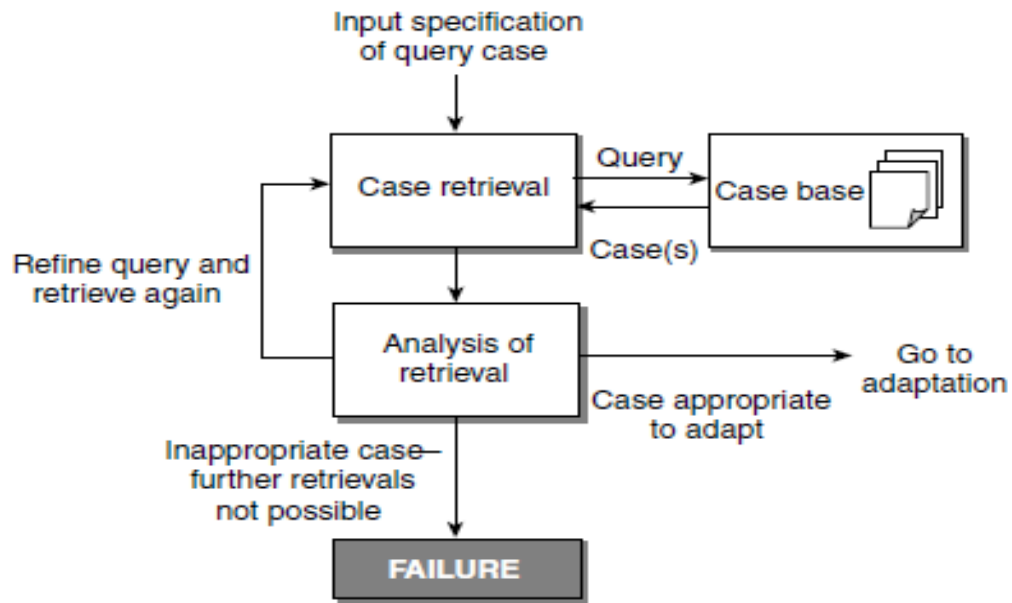 Input specification
of query case
Query
Case retrieval
Case base
Case(s)
Refine query and
retrieve again
Analysis of
retrieval
Go to
adaptation
Case appropriate
to adapt
Inappropriate case–
further retrievals
not possible
FAILURE